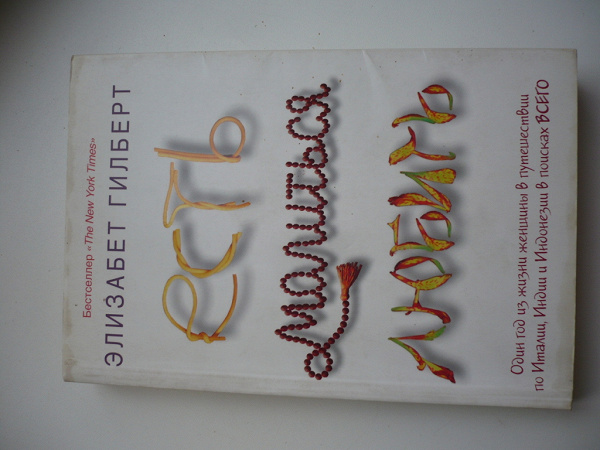 Бестселлер «The New York Times»
ЭЛИЗАБЕТ ГИЛБЕРТ
есть
молиться
ЛЮБИТЬ
Один год из жизни женщины в путешествии
по Италии, Индии и Индонезии в поисках ВСЕГО